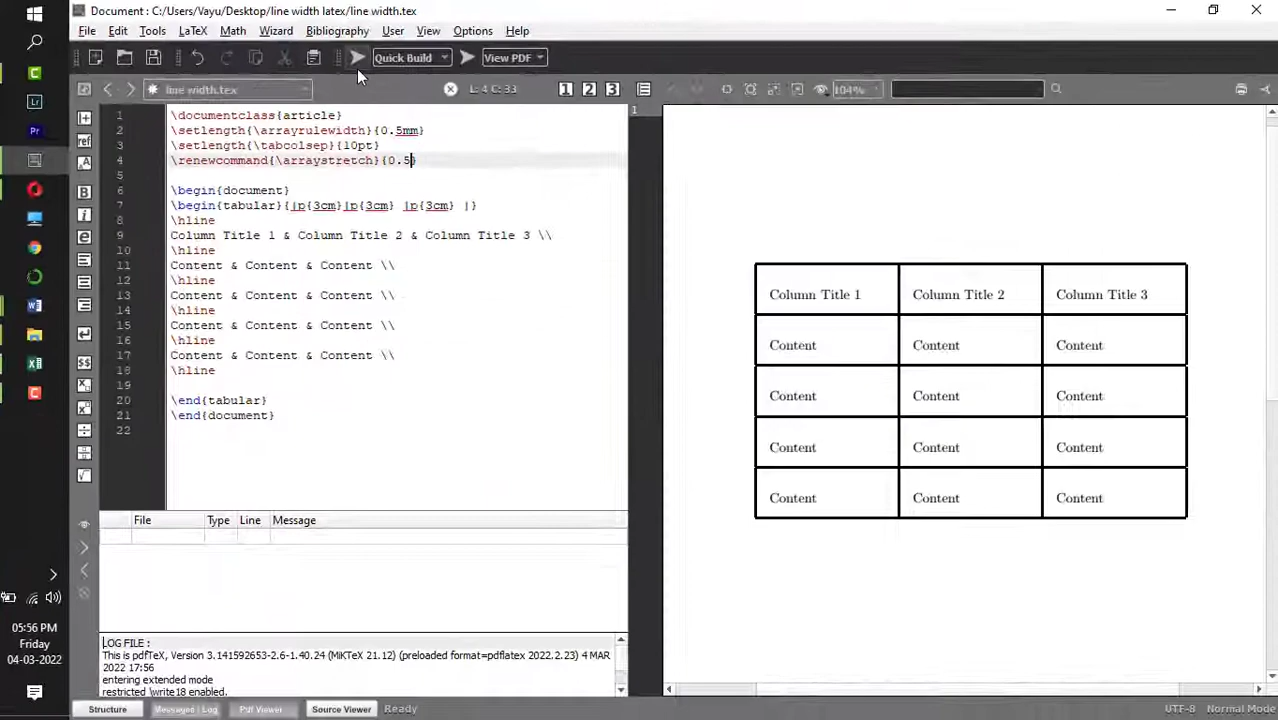 Document : C:/Users/Vayu/Desktop/line width latex/line width.tex
File Edit Tools LaTeX Math Wizard Bibliography User View Options Help
Quick Build View PDF
line width.tex L: 4 C: 33 1 2 3 104%
1 \documentclass{article}
2 \setlength{\arrayrulewidth}{0.5mm}
3 \setlength{\tabcolsep}{10pt}
4 \renewcommand{\arraystretch}{0.5}
5
6 \begin{document}
7 \begin{tabular}{|p{3cm}|p{3cm} |p{3cm} |}
8 \hline
9 Column Title 1 & Column Title 2 & Column Title 3 \\
10 \hline
11 Content & Content & Content \\
12 \hline
13 Content & Content & Content \\
14 \hline
15 Content & Content & Content \\
16 \hline
17 Content & Content & Content \\
18 \hline
19
20 \end{tabular}
21 \end{document}
22
1
Column Title 1 Column Title 2 Column Title 3
Content Content Content
Content Content Content
Content Content Content
Content Content Content
File Type Line Message
LOG FILE :
This is pdfTeX, Version 3.141592653-2.6-1.40.24 (MiKTeX 21.12) (preloaded format=pdflatex 2022.2.23) 4 MAR
2022 17:56
entering extended mode
restricted \write18 enabled.
Structure Messages / Log Pdf Viewer Source Viewer Ready UTF-8 Normal Mode
05:56 PM
Friday
04-03-2022